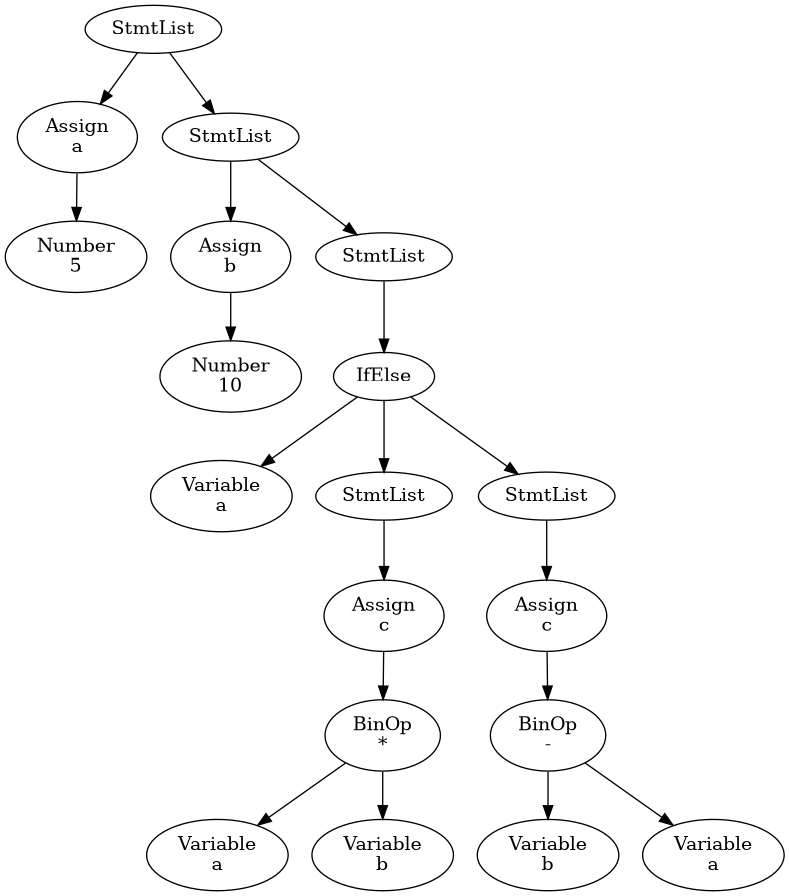 StmtList
Assign
a
StmtList
Number
5
Assign
b
StmtList
Number
10
IfElse
Variable
a
StmtList
StmtList
Assign
c
Assign
c
BinOp
*
BinOp
-
Variable
a
Variable
b
Variable
b
Variable
a